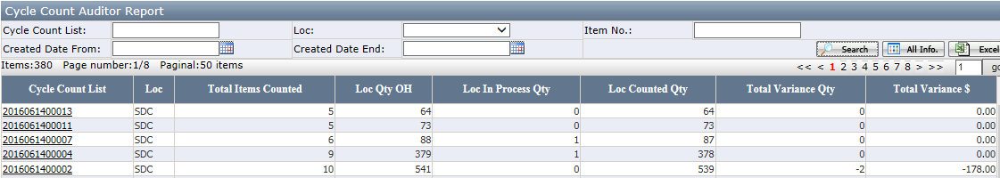 Cycle Count Auditor Report
Cycle Count List: Loc: Item No.:
Created Date From: Created Date End: Search All Info. Excel
Items:380 Page number:1/8 Paginal:50 items << < 1 2 3 4 5 6 7 8 > >> 1 go
Cycle Count List Loc Total Items Counted Loc Qty OH Loc In Process Qty Loc Counted Qty Total Variance Qty Total Variance $
2016061400013 SDC 5 64 0 64 0 0.00
2016061400011 SDC 5 73 0 73 0 0.00
2016061400007 SDC 6 88 1 87 0 0.00
2016061400004 SDC 9 379 1 378 0 0.00
2016061400002 SDC 10 541 0 539 -2 -178.00